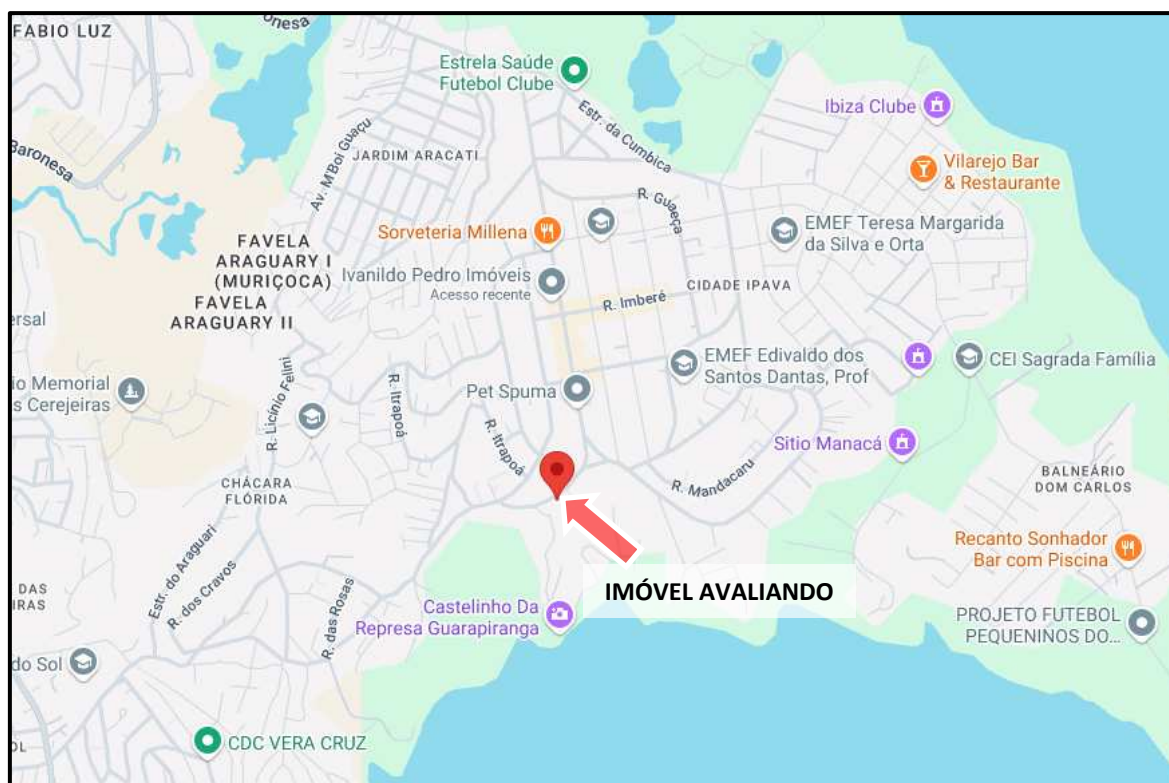 FABIO LUZ
onesa
Estrela Saúde
Futebol Clube
Ibiza Clube
Estr. da Cumbica
Baronesa
Av. M'Boi Guaçu
JARDIM ARACATI
Vilarejo Bar
& Restaurante
R. Guaeça
Sorveteria Millena
EMEF Teresa Margarida
da Silva e Orta
FAVELA
ARAGUARY I
(MURIÇOCA)
FAVELA
ARAGUARY II
Ivanildo Pedro Imóveis
Acesso recente
CIDADE IPAVA
R. Imberé
ersal
EMEF Edivaldo dos
Santos Dantas, Prof
CEI Sagrada Família
io Memorial
s Cerejeiras
R. Licínio Felini
R. Itrapoá
Pet Spuma
R. Itrapoá
Sitio Manacá
R. Mandacaru
BALNEÁRIO
DOM CARLOS
CHÁCARA
FLÓRIDA
Estr. do Araguari
R. dos Cravos
Recanto Sonhador
Bar com Piscina
DAS
IRAS
IMÓVEL AVALIANDO
R. das Rosas
Castelinho Da
Represa Guarapiranga
PROJETO FUTEBOL
PEQUENINOS DO...
do Sol
CDC VERA CRUZ
OL